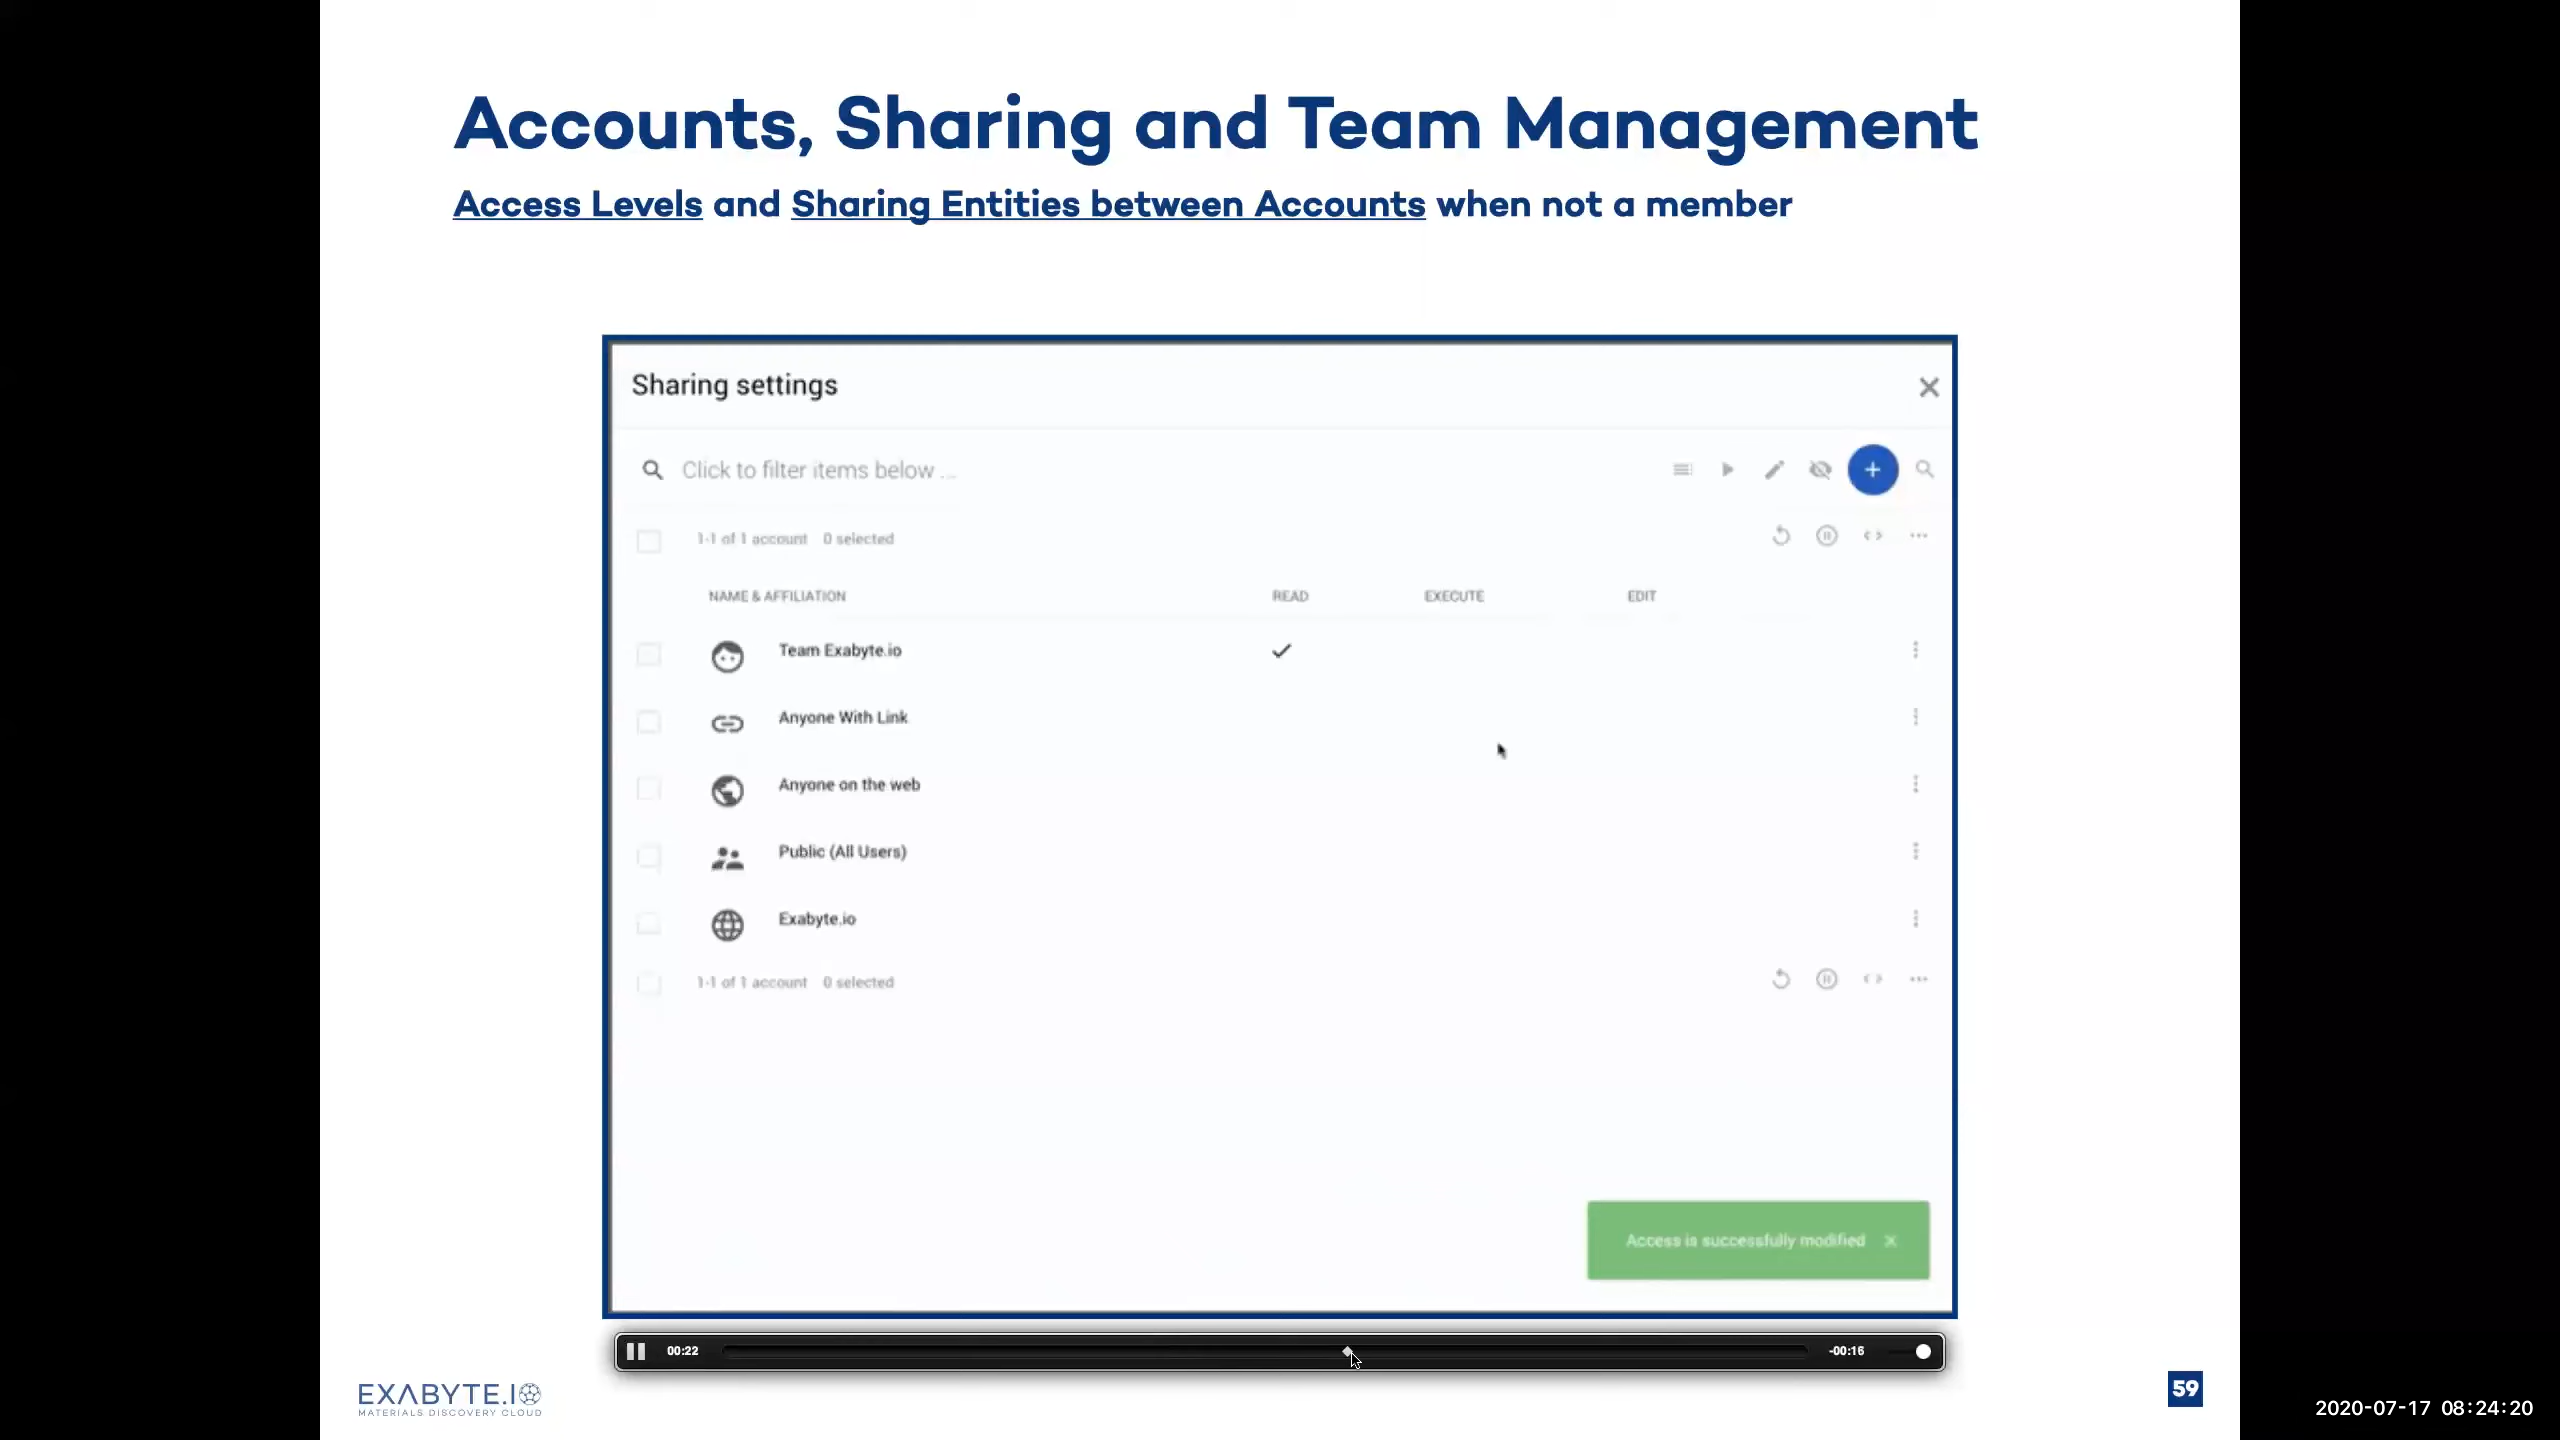 Accounts, Sharing and Team Management
Access Levels and Sharing Entities between Accounts when not a member
Sharing settings
Click to filter items below ...
1-1 of 1 account 0 selected
NAME & AFFILIATION READ EXECUTE EDIT
Team Exabyte.io
Anyone With Link
Anyone on the web
Public (All Users)
Exabyte.io
1-1 of 1 account 0 selected
Access is successfully modified
00:22 -00:16
EXABYTE.IO
MATERIALS DISCOVERY CLOUD
59
2020-07-17 08:24:20